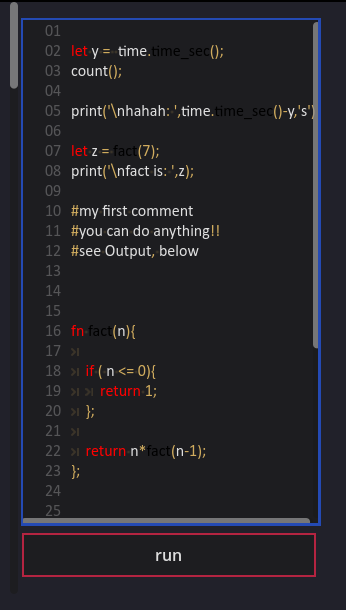 01
02 let y = time.time_sec();
03 count();
04
05 print('\nhahah: ',time.time_sec()-y,'s')
06
07 let z = fact(7);
08 print('\nfact is: ',z);
09
10 #my first comment
11 #you can do anything!!
12 #see Output, below
13
14
15
16 fn fact(n){
17
18 if ( n <= 0){
19 return 1;
20 };
21
22 return n*fact(n-1);
23 };
24
25
run